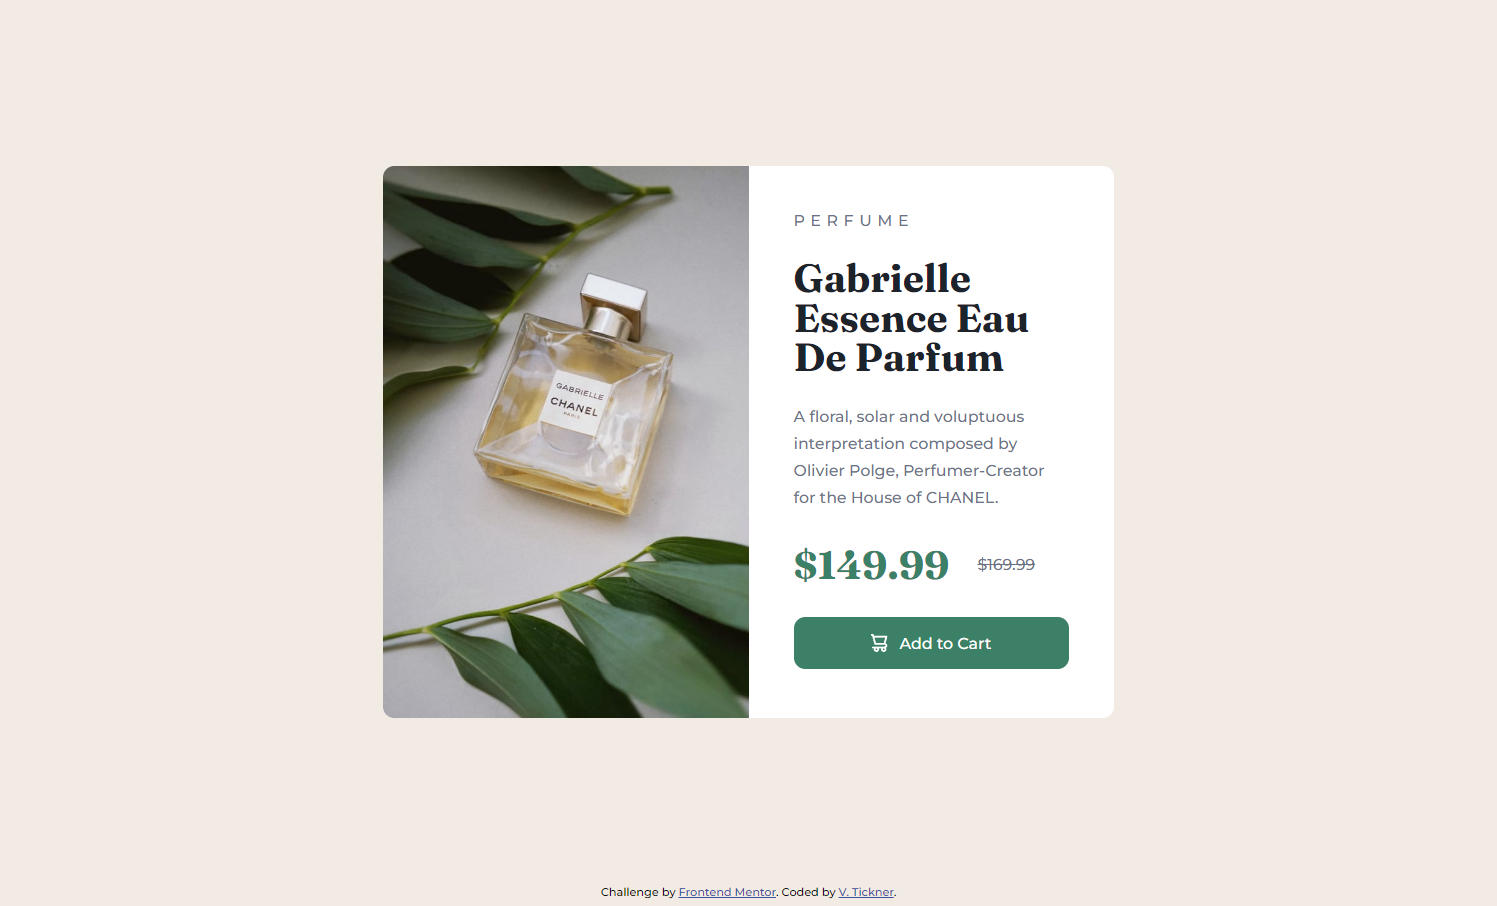 GABRIELLE
CHANEL
PARIS
PERFUME
Gabrielle
Essence Eau
De Parfum
A floral, solar and voluptuous
interpretation composed by
Olivier Polge, Perfumer-Creator
for the House of CHANEL.
$149.99 $169.99
Add to Cart
Challenge by Frontend Mentor. Coded by V. Tickner.